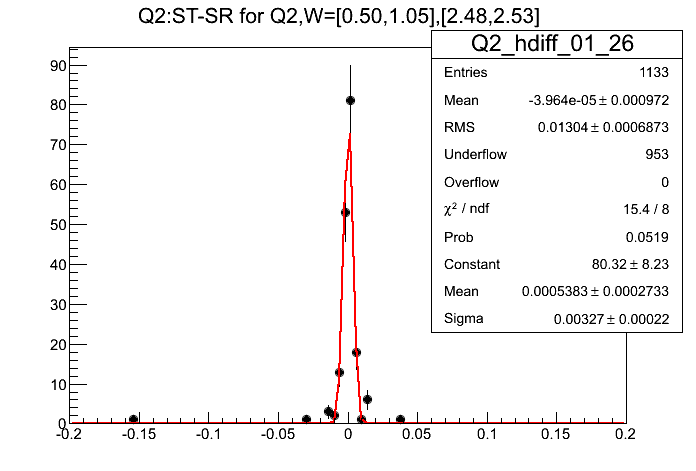 Q2:ST-SR for Q2,W=[0.50,1.05],[2.48,2.53]
Q2_hdiff_01_26
Entries 1133
Mean -3.964e-05 ± 0.000972
RMS 0.01304 ± 0.0006873
Underflow 953
Overflow 0
χ² / ndf 15.4 / 8
Prob 0.0519
Constant 80.32 ± 8.23
Mean 0.0005383 ± 0.0002733
Sigma 0.00327 ± 0.00022
90
80
70
60
50
40
30
20
10
0
-0.2 -0.15 -0.1 -0.05 0 0.05 0.1 0.15 0.2